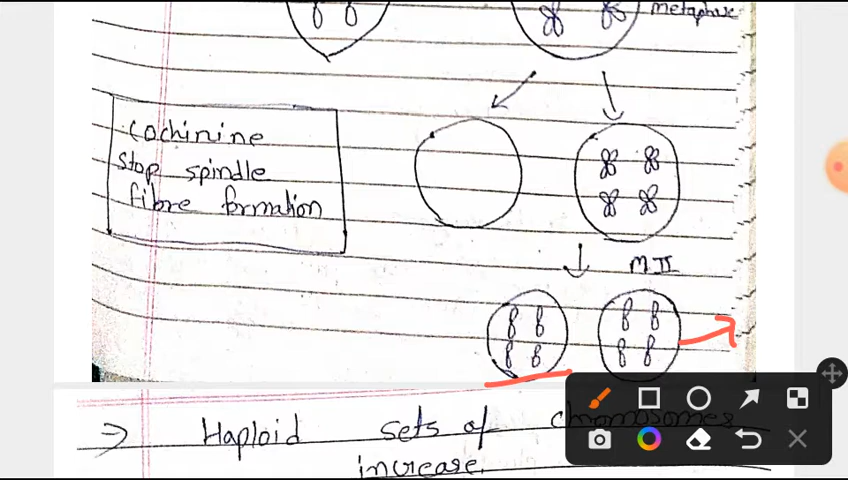 metaphase
Cochinine
stop spindle
fibre formation
M II
⇒ Haploid sets of chromosomes
increase.